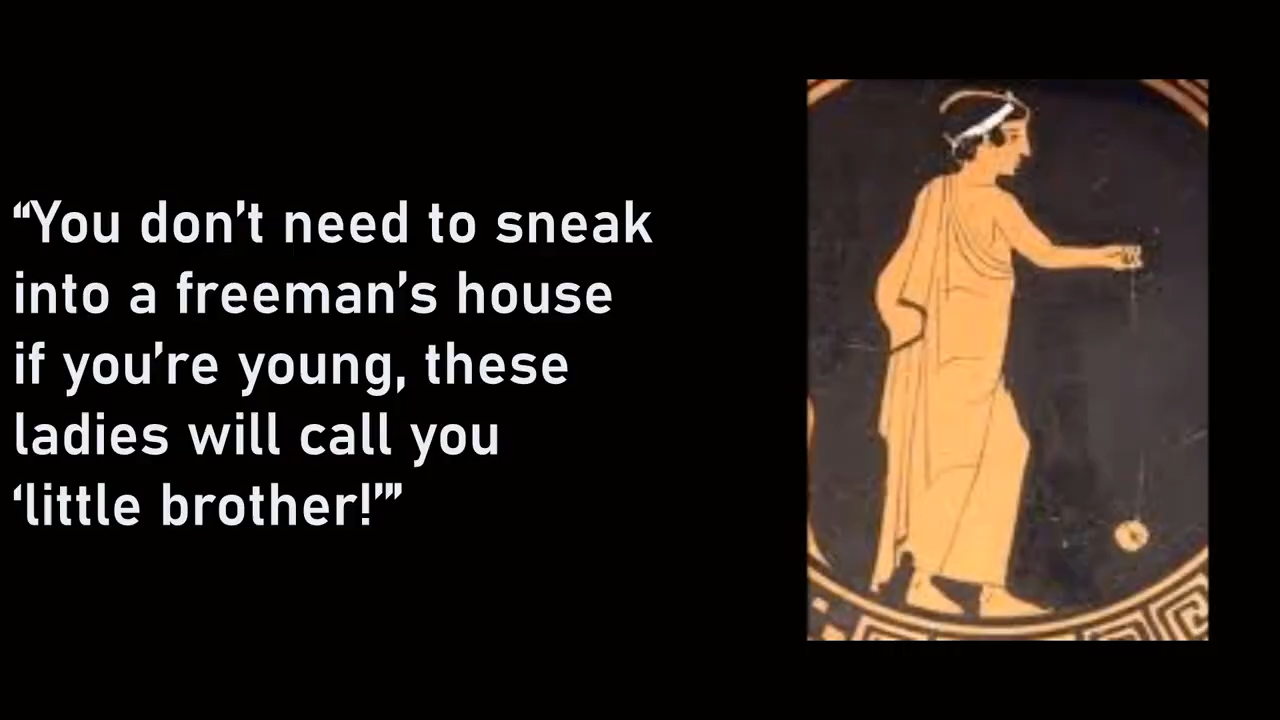 “You don’t need to sneak
into a freeman’s house
if you’re young, these
ladies will call you
‘little brother!’”